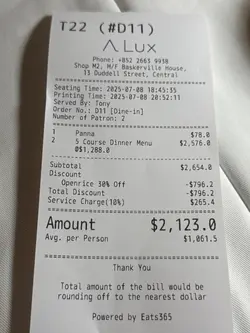 T22 (#D11)
Λ LUX
Phone: +852 2663 9938
Shop M2, M/F Baskerville House,
13 Duddell Street, Central
Seating Time: 2025-07-08 18:45:35
Printing Time: 2025-07-08 20:52:11
Served By: Tony
Order No.: D11 [Dine-in]
Number of Patron: 2
1 Panna $78.0
2 5 Course Dinner Menu $2,576.0
@$1,288.0
Subtotal $2,654.0
Discount
Openrice 30% Off -$796.2
Total Discount -$796.2
Service Charge(10%) $265.4
Amount $2,123.0
Avg. per Person $1,061.5
Thank You
Total amount of the bill would be
rounding off to the nearest dollar
Powered by Eats365